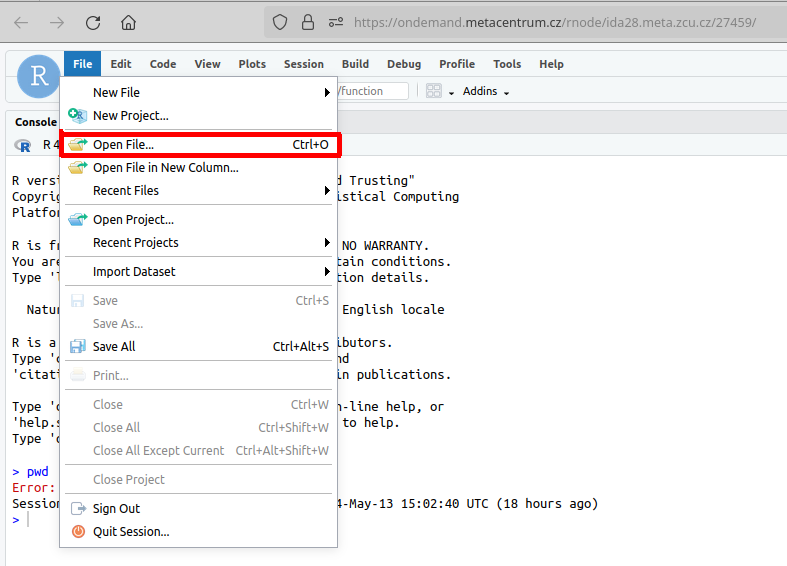 https://ondemand.metacentrum.cz/rnode/ida28.meta.zcu.cz/27459/
R
File Edit Code View Plots Session Build Debug Profile Tools Help
/function
Addins
New File
New Project...
Console
Open File... Ctrl+O
R 4
Open File in New Column...
Recent Files
Open Project...
Recent Projects
Import Dataset
Save Ctrl+S
Save As...
Save All Ctrl+Alt+S
Print...
Close Ctrl+W
Close All Ctrl+Shift+W
Close All Except Current Ctrl+Alt+Shift+W
Close Project
Sign Out
Quit Session...
R vers d Trusting"
Copyrig istical Computing
Platfor
R is fr NO WARRANTY.
You are tain conditions.
Type 'l tion details.
Natur English locale
R is a ibutors.
Type 'c nd
'citati in publications.
Type 'd n-line help, or
'help.s to help.
Type 'q
> pwd
Error:
Session 4-May-13 15:02:40 UTC (18 hours ago)
>